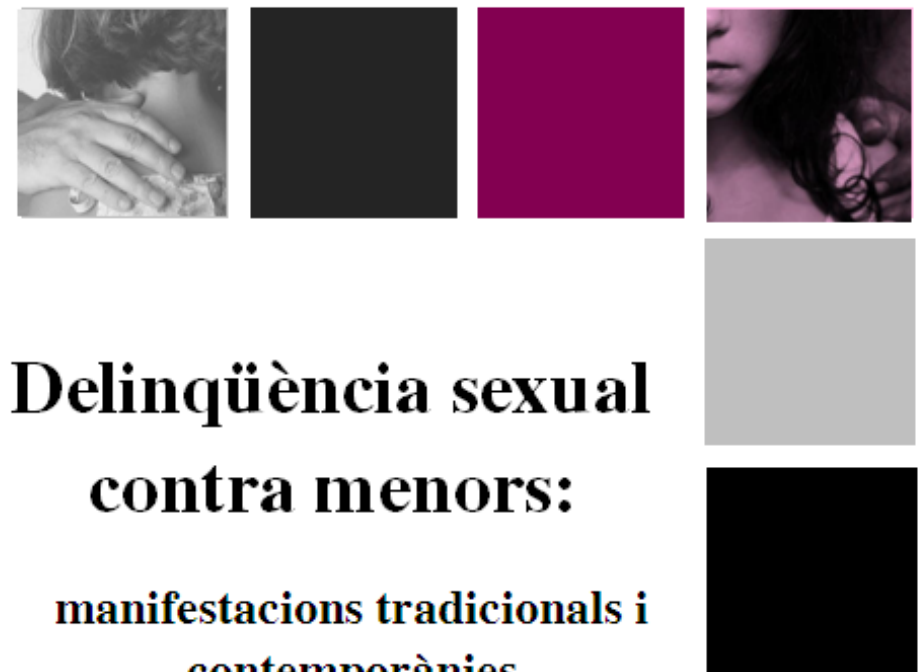 Delinqüència sexual
contra menors:
manifestacions tradicionals i
contemporànies